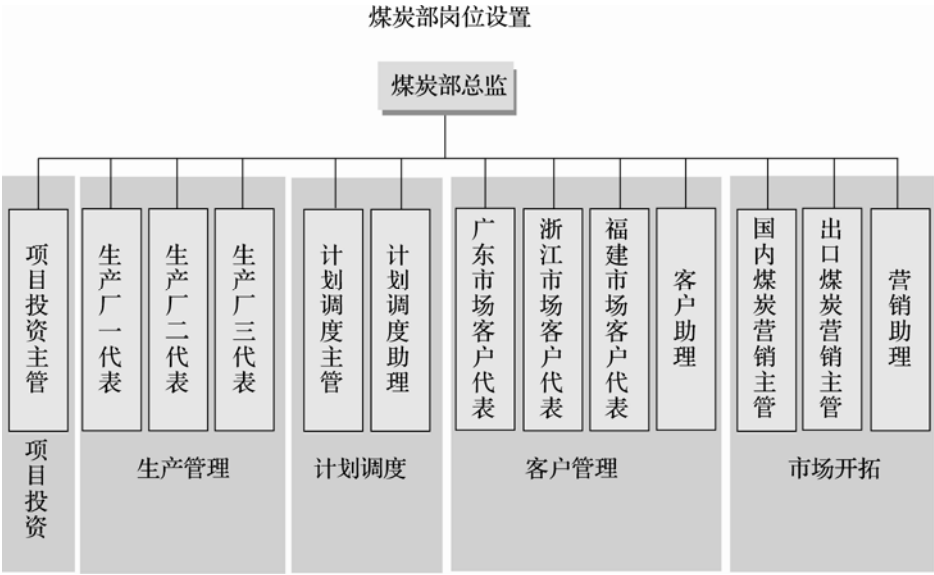 煤炭部岗位设置
煤炭部总监
项目投资主管
生产厂一代表
生产厂二代表
生产厂三代表
计划调度主管
计划调度助理
广东市场客户代表
浙江市场客户代表
福建市场客户代表
客户助理
国内煤炭营销主管
出口煤炭营销主管
营销助理
项目投资
生产管理
计划调度
客户管理
市场开拓